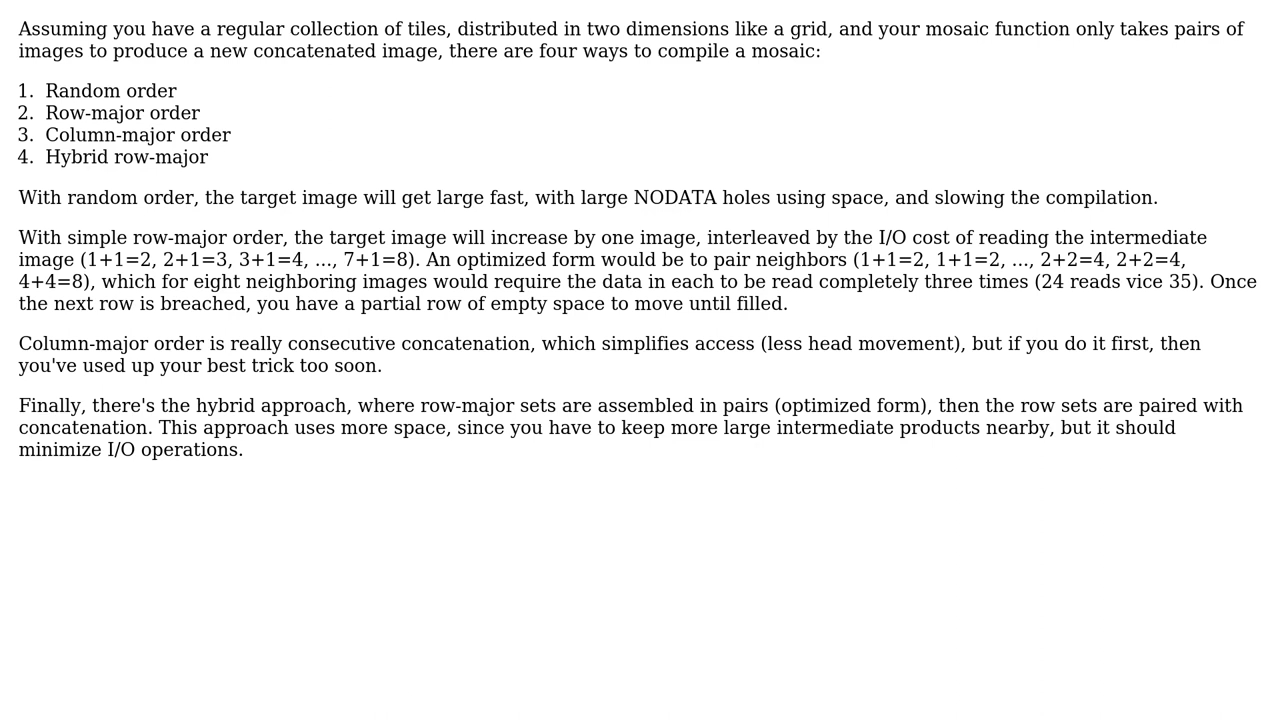 Assuming you have a regular collection of tiles, distributed in two dimensions like a grid, and your mosaic function only takes pairs of
images to produce a new concatenated image, there are four ways to compile a mosaic:
1. Random order
2. Row-major order
3. Column-major order
4. Hybrid row-major
With random order, the target image will get large fast, with large NODATA holes using space, and slowing the compilation.
With simple row-major order, the target image will increase by one image, interleaved by the I/O cost of reading the intermediate
image (1+1=2, 2+1=3, 3+1=4, ..., 7+1=8). An optimized form would be to pair neighbors (1+1=2, 1+1=2, ..., 2+2=4, 2+2=4,
4+4=8), which for eight neighboring images would require the data in each to be read completely three times (24 reads vice 35). Once
the next row is breached, you have a partial row of empty space to move until filled.
Column-major order is really consecutive concatenation, which simplifies access (less head movement), but if you do it first, then
you've used up your best trick too soon.
Finally, there's the hybrid approach, where row-major sets are assembled in pairs (optimized form), then the row sets are paired with
concatenation. This approach uses more space, since you have to keep more large intermediate products nearby, but it should
minimize I/O operations.